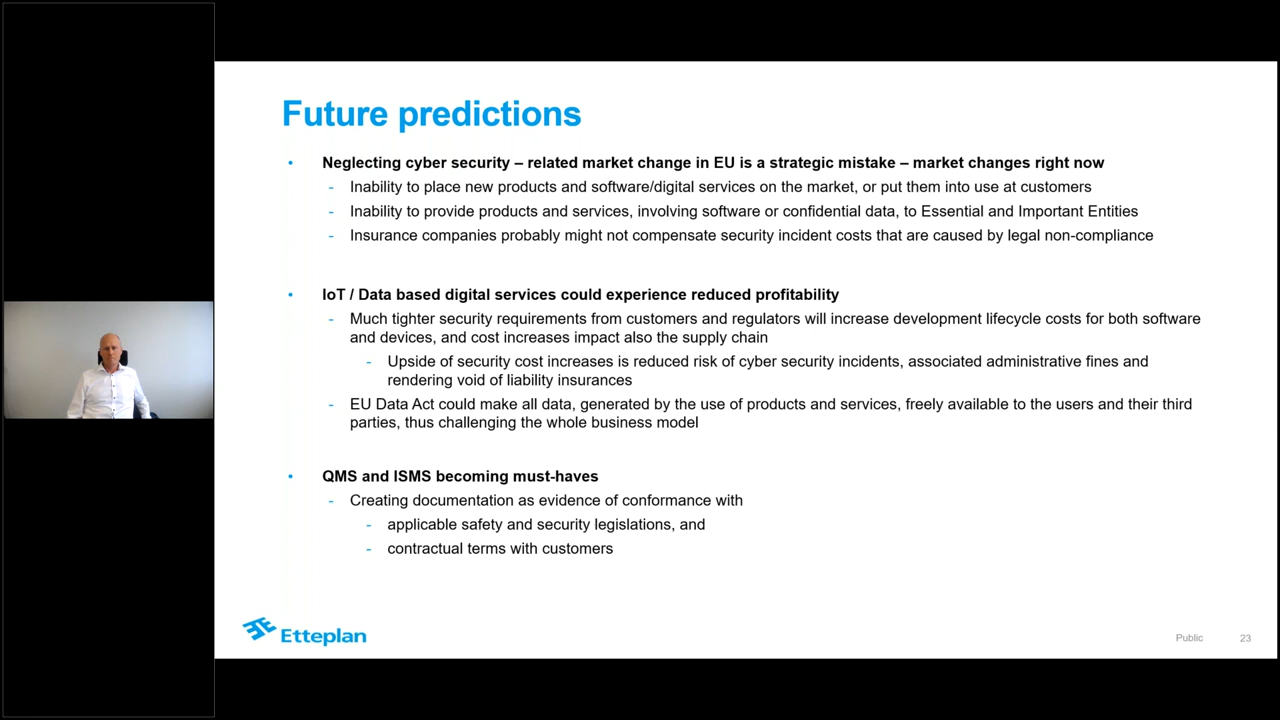 Future predictions
• Neglecting cyber security – related market change in EU is a strategic mistake – market changes right now
- Inability to place new products and software/digital services on the market, or put them into use at customers
- Inability to provide products and services, involving software or confidential data, to Essential and Important Entities
- Insurance companies probably might not compensate security incident costs that are caused by legal non-compliance
• IoT / Data based digital services could experience reduced profitability
- Much tighter security requirements from customers and regulators will increase development lifecycle costs for both software
and devices, and cost increases impact also the supply chain
- Upside of security cost increases is reduced risk of cyber security incidents, associated administrative fines and
rendering void of liability insurances
- EU Data Act could make all data, generated by the use of products and services, freely available to the users and their third
parties, thus challenging the whole business model
• QMS and ISMS becoming must-haves
- Creating documentation as evidence of conformance with
- applicable safety and security legislations, and
- contractual terms with customers
Etteplan
Public 23